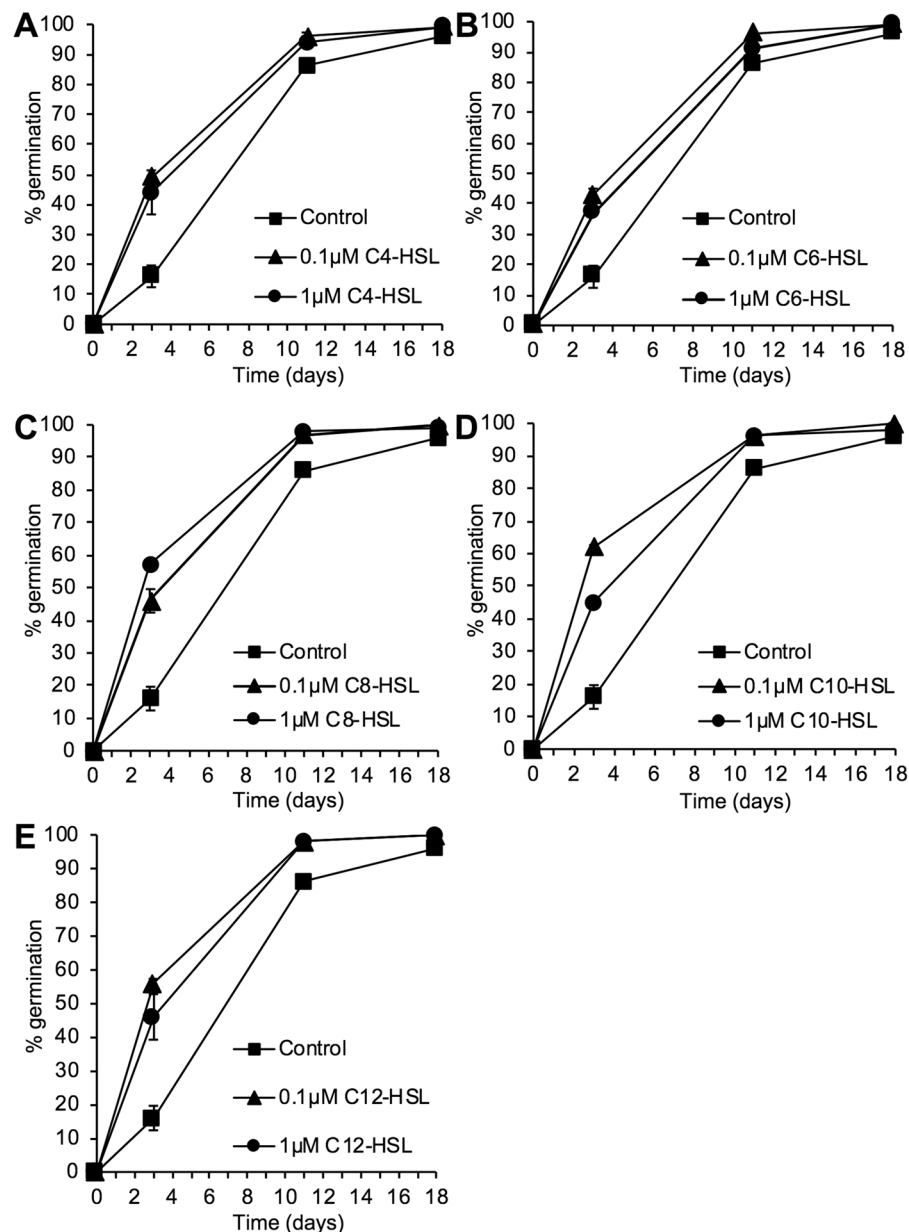 A
100
90
80
70
60
50
40
30
20
10
0
% germination
Control
0.1µM C4-HSL
1µM C4-HSL
0 2 4 6 8 10 12 14 16 18
Time (days)
B
100
90
80
70
60
50
40
30
20
10
0
% germination
Control
0.1µM C6-HSL
1µM C6-HSL
0 2 4 6 8 10 12 14 16 18
Time (days)
C
100
90
80
70
60
50
40
30
20
10
0
% germination
Control
0.1µM C8-HSL
1µM C8-HSL
0 2 4 6 8 10 12 14 16 18
Time (days)
D
100
90
80
70
60
50
40
30
20
10
0
% germination
Control
0.1µM C10-HSL
1µM C10-HSL
0 2 4 6 8 10 12 14 16 18
Time (days)
E
100
90
80
70
60
50
40
30
20
10
0
% germination
Control
0.1µM C12-HSL
1µM C12-HSL
0 2 4 6 8 10 12 14 16 18
Time (days)